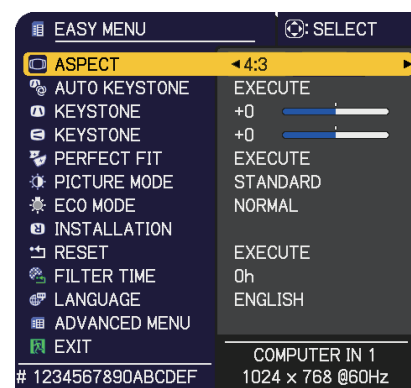 EASY MENU : SELECT
ASPECT 4:3
AUTO KEYSTONE EXECUTE
KEYSTONE +0
KEYSTONE +0
PERFECT FIT EXECUTE
PICTURE MODE STANDARD
ECO MODE NORMAL
INSTALLATION
RESET EXECUTE
FILTER TIME 0h
LANGUAGE ENGLISH
ADVANCED MENU
EXIT
COMPUTER IN 1
# 1234567890ABCDEF 1024 × 768 @60Hz